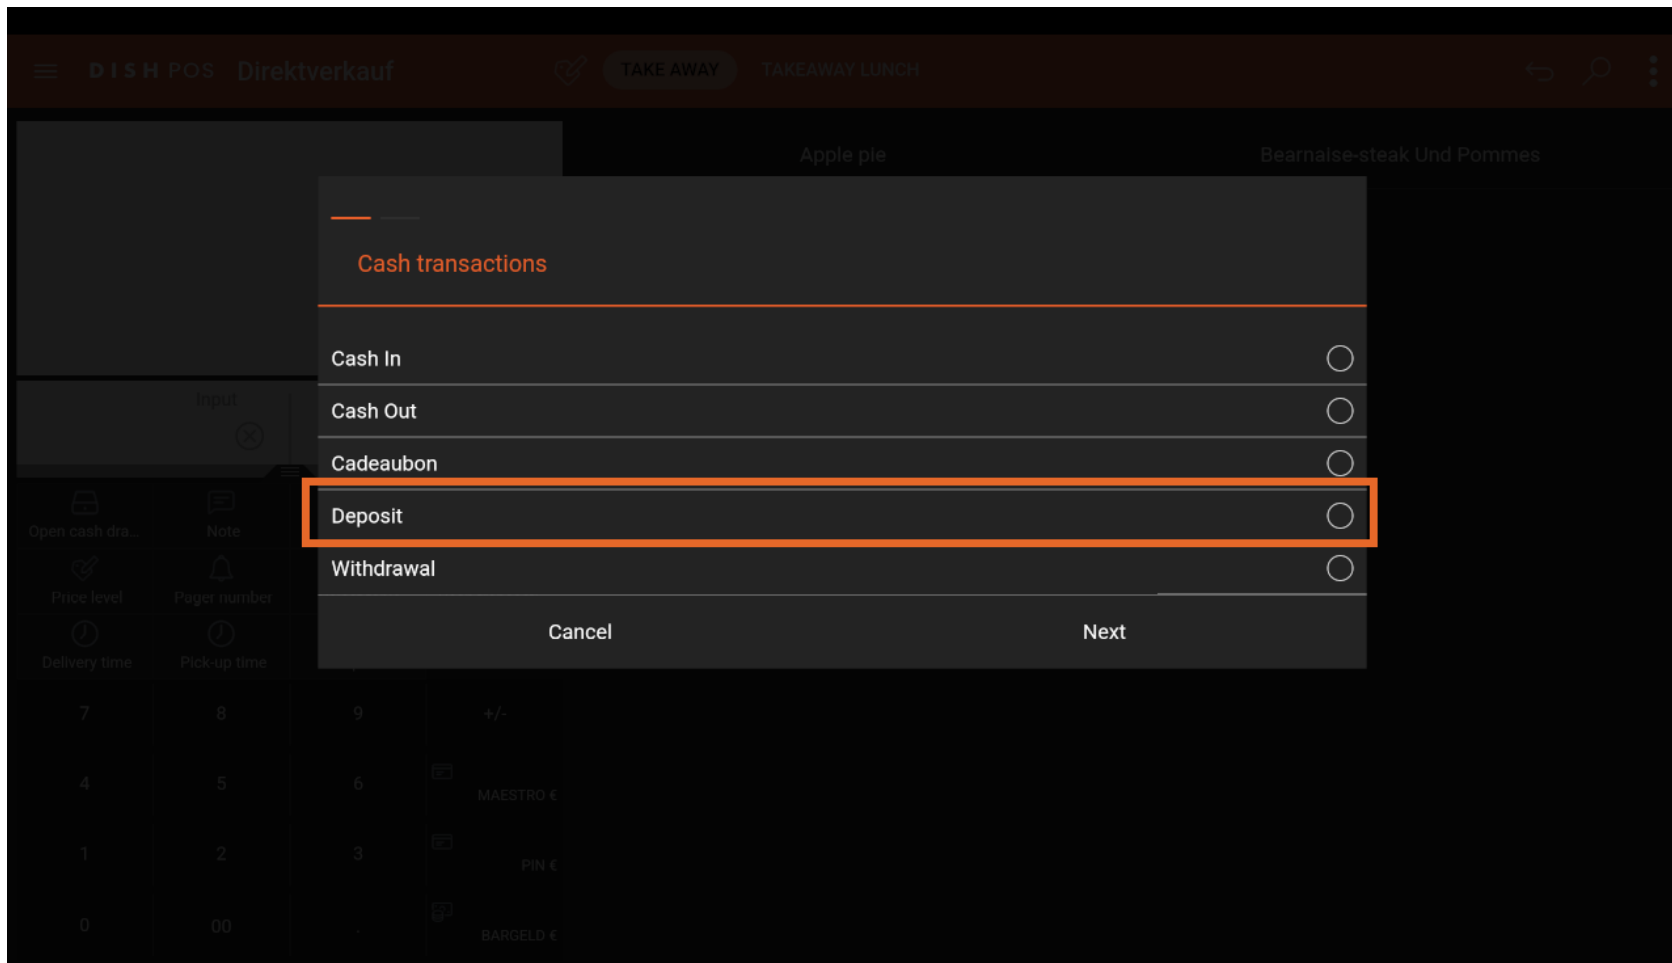 DISH POS Direktverkauf TAKE AWAY TAKEAWAY LUNCH
Apple pie Bearnaise-steak Und Pommes
Cash transactions
Cash In
Cash Out
Cadeaubon
Deposit
Withdrawal
Cancel Next
Input
Open cash dra... Note
Price level Pager number
Delivery time Pick-up time
7 8 9 +/-
4 5 6 MAESTRO €
1 2 3 PIN €
0 00 . BARGELD €